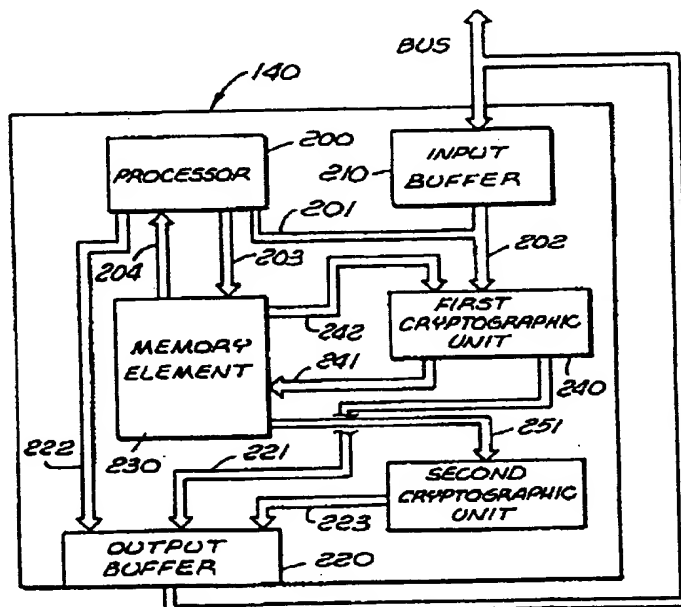 BUS
140
200
PROCESSOR
INPUT
BUFFER
210
201
202
204
203
242
FIRST
CRYPTOGRAPHIC
UNIT
MEMORY
ELEMENT
241
240
230
251
222
221
SECOND
CRYPTOGRAPHIC
UNIT
223
OUTPUT
BUFFER
220